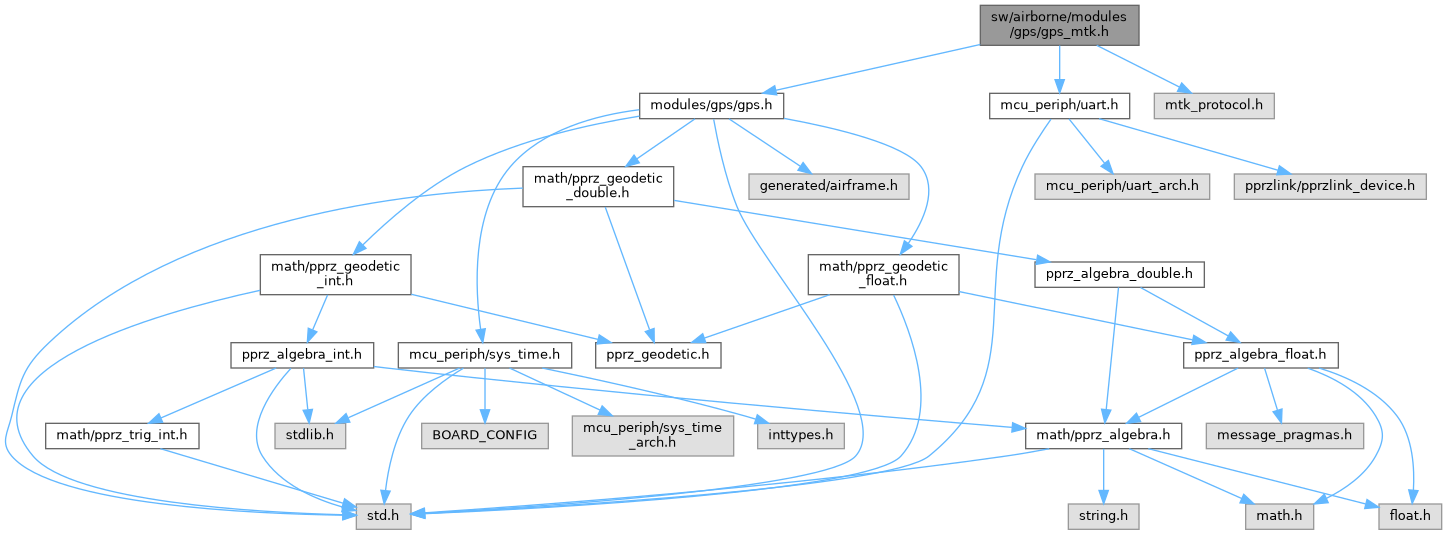 sw/airborne/modules
/gps/gps_mtk.h
modules/gps/gps.h
mcu_periph/uart.h
mtk_protocol.h
math/pprz_geodetic
_double.h
generated/airframe.h
mcu_periph/uart_arch.h
pprzlink/pprzlink_device.h
math/pprz_geodetic
_int.h
math/pprz_geodetic
_float.h
pprz_algebra_double.h
pprz_algebra_int.h
mcu_periph/sys_time.h
pprz_geodetic.h
pprz_algebra_float.h
math/pprz_trig_int.h
stdlib.h
BOARD_CONFIG
mcu_periph/sys_time
_arch.h
inttypes.h
math/pprz_algebra.h
message_pragmas.h
std.h
string.h
math.h
float.h